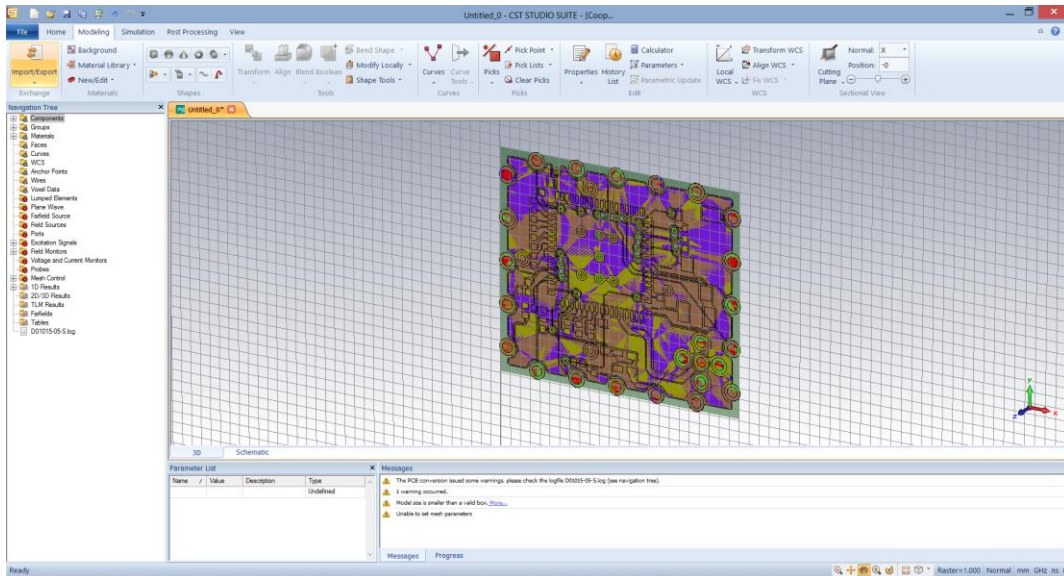 Untitled_0 - CST STUDIO SUITE - [Coop...
File Home Modeling Simulation Post Processing View
Import/Export
Exchange
Background
Material Library
New/Edit
Materials
Shapes
Transform Align Blend Boolean
Bend Shape
Modify Locally
Shape Tools
Tools
Curves Curve Tools
Curves
Picks
Pick Point
Pick Lists
Clear Picks
Picks
Properties History List
Calculator
Parameters
Parametric Update
Edit
Local WCS
Transform WCS
Align WCS
Fix WCS
WCS
Cutting Plane
Normal: X
Position: -0
Sectional View
Navigation Tree
Components
Groups
Materials
Faces
Curves
WCS
Anchor Points
Wires
Voxel Data
Lumped Elements
Plane Wave
Farfield Source
Field Sources
Ports
Excitation Signals
Field Monitors
Voltage and Current Monitors
Probes
Mesh Control
1D Results
2D/3D Results
TLM Results
Farfields
Tables
D01015-05-S.log
Untitled_0*
y
z x
3D Schematic
Parameter List
Name / Value Description Type
Undefined
Messages
The PCB conversion issued some warnings, please check the logfile D01015-05-S.log (see navigation tree).
1 warning occurred.
Model size is smaller than a valid box. More...
Unable to set mesh parameters
Messages Progress
Ready
Raster=1.000 Normal mm GHz ns